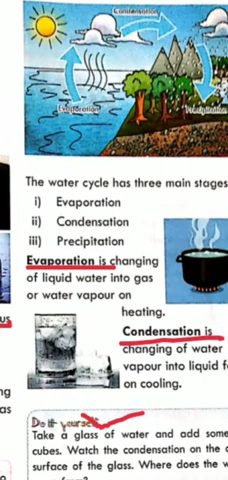 Condensation
Evaporation
Precipitation
The water cycle has three main stages
i) Evaporation
ii) Condensation
iii) Precipitation
Evaporation is changing
of liquid water into gas
or water vapour on
heating.
Condensation is
changing of water
vapour into liquid
on cooling.
us
ng
as
Do it yourself
Take a glass of water and add some
cubes. Watch the condensation on the
surface of the glass. Where does the